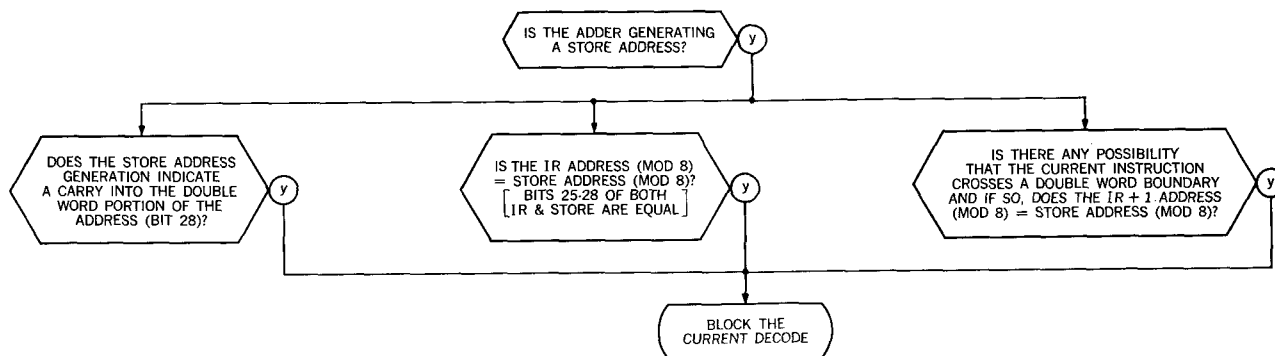 IS THE ADDER GENERATING
A STORE ADDRESS?
y
DOES THE STORE ADDRESS
GENERATION INDICATE
A CARRY INTO THE DOUBLE
WORD PORTION OF THE
ADDRESS (BIT 28)?
y
IS THE IR ADDRESS (MOD 8)
= STORE ADDRESS (MOD 8)?
[BITS 25-28 OF BOTH
IR & STORE ARE EQUAL]
y
IS THERE ANY POSSIBILITY
THAT THE CURRENT INSTRUCTION
CROSSES A DOUBLE WORD BOUNDARY
AND IF SO, DOES THE IR + 1 ADDRESS
(MOD 8) = STORE ADDRESS (MOD 8)?
y
BLOCK THE
CURRENT DECODE